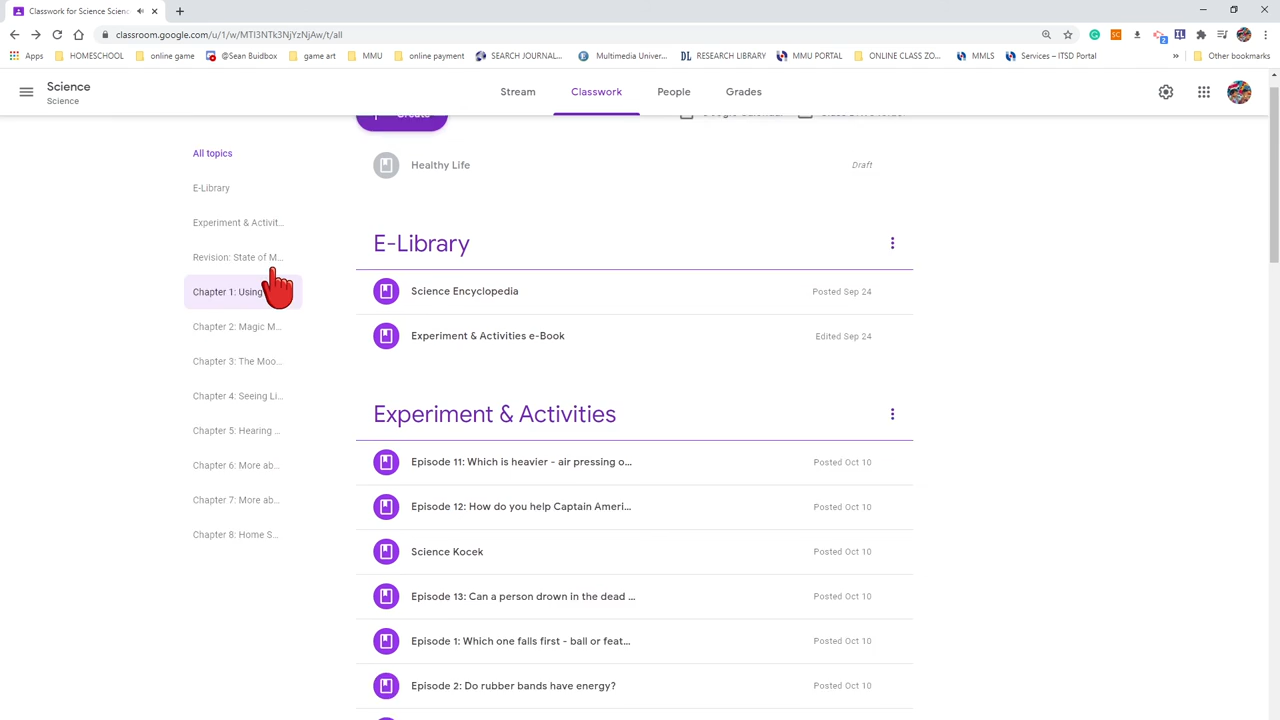 Classwork for Science Scienc
classroom.google.com/u/1/w/MTI3NTk3NjYzNjAw/t/all
Apps HOMESCHOOL online game @Sean Buidbox game art MMU online payment SEARCH JOURNAL... Multimedia Univer... RESEARCH LIBRARY MMU PORTAL ONLINE CLASS ZO... MMLS Services – ITSD Portal » Other bookmarks
Science
Science
Stream Classwork People Grades
Create
All topics
E-Library
Experiment & Activit...
Revision: State of M...
Chapter 1: Using
Chapter 2: Magic M...
Chapter 3: The Moo...
Chapter 4: Seeing Li...
Chapter 5: Hearing ...
Chapter 6: More ab...
Chapter 7: More ab...
Chapter 8: Home S...
Healthy Life Draft
E-Library
Science Encyclopedia Posted Sep 24
Experiment & Activities e-Book Edited Sep 24
Experiment & Activities
Episode 11: Which is heavier - air pressing o... Posted Oct 10
Episode 12: How do you help Captain Ameri... Posted Oct 10
Science Kocek Posted Oct 10
Episode 13: Can a person drown in the dead ... Posted Oct 10
Episode 1: Which one falls first - ball or feat... Posted Oct 10
Episode 2: Do rubber bands have energy? Posted Oct 10